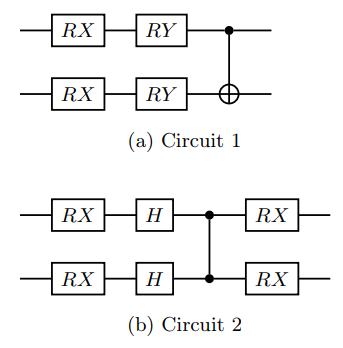 RX RY
RX RY
(a) Circuit 1
RX H RX
RX H RX
(b) Circuit 2